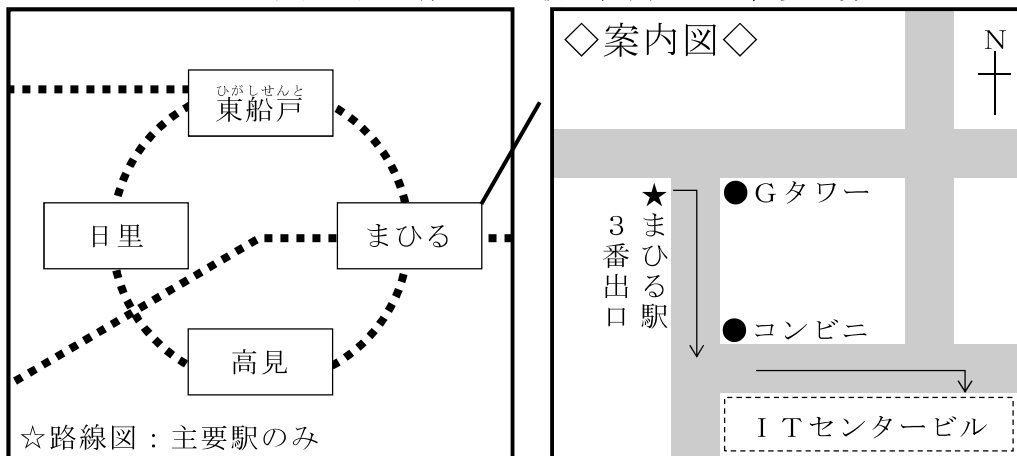 ひがしせんと
東船戸
日里
まひる
高見
☆路線図：主要駅のみ
◇案内図◇
N
★まひる駅
3番出口
●Gタワー
●コンビニ
ITセンタービル